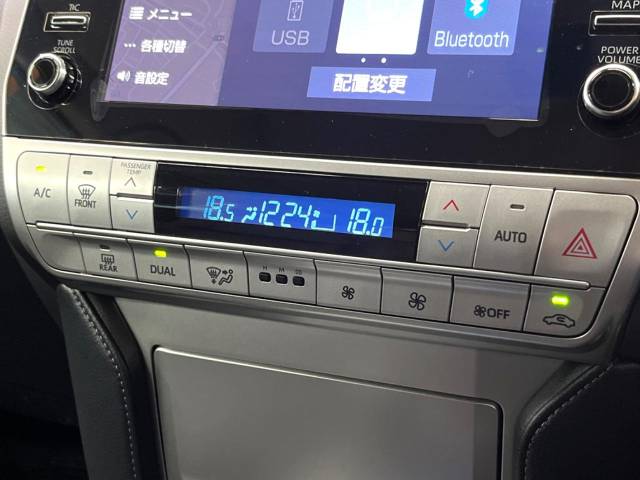 T/C
メニュー
USB
Bluetooth
MAP
TUNE
SCROLL
各種切替
音設定
配置変更
POWER
VOLUME
A/C
FRONT
PASSENGER
TEMP
18.5
12:24
18.0
AUTO
REAR
DUAL
H M
OFF